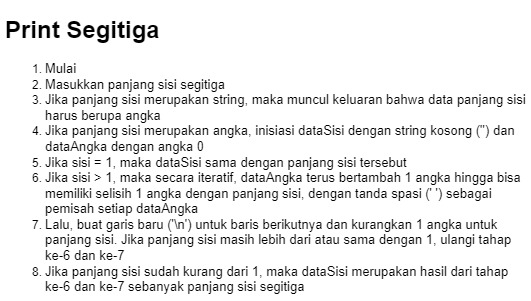 Print Segitiga
1. Mulai
2. Masukkan panjang sisi segitiga
3. Jika panjang sisi merupakan string, maka muncul keluaran bahwa data panjang sisi
harus berupa angka
4. Jika panjang sisi merupakan angka, inisiasi dataSisi dengan string kosong ('') dan
dataAngka dengan angka 0
5. Jika sisi = 1, maka dataSisi sama dengan panjang sisi tersebut
6. Jika sisi > 1, maka secara iteratif, dataAngka terus bertambah 1 angka hingga bisa
memiliki selisih 1 angka dengan panjang sisi, dengan tanda spasi (' ') sebagai
pemisah setiap dataAngka
7. Lalu, buat garis baru ('\n') untuk baris berikutnya dan kurangkan 1 angka untuk
panjang sisi. Jika panjang sisi masih lebih dari atau sama dengan 1, ulangi tahap
ke-6 dan ke-7
8. Jika panjang sisi sudah kurang dari 1, maka dataSisi merupakan hasil dari tahap
ke-6 dan ke-7 sebanyak panjang sisi segitiga